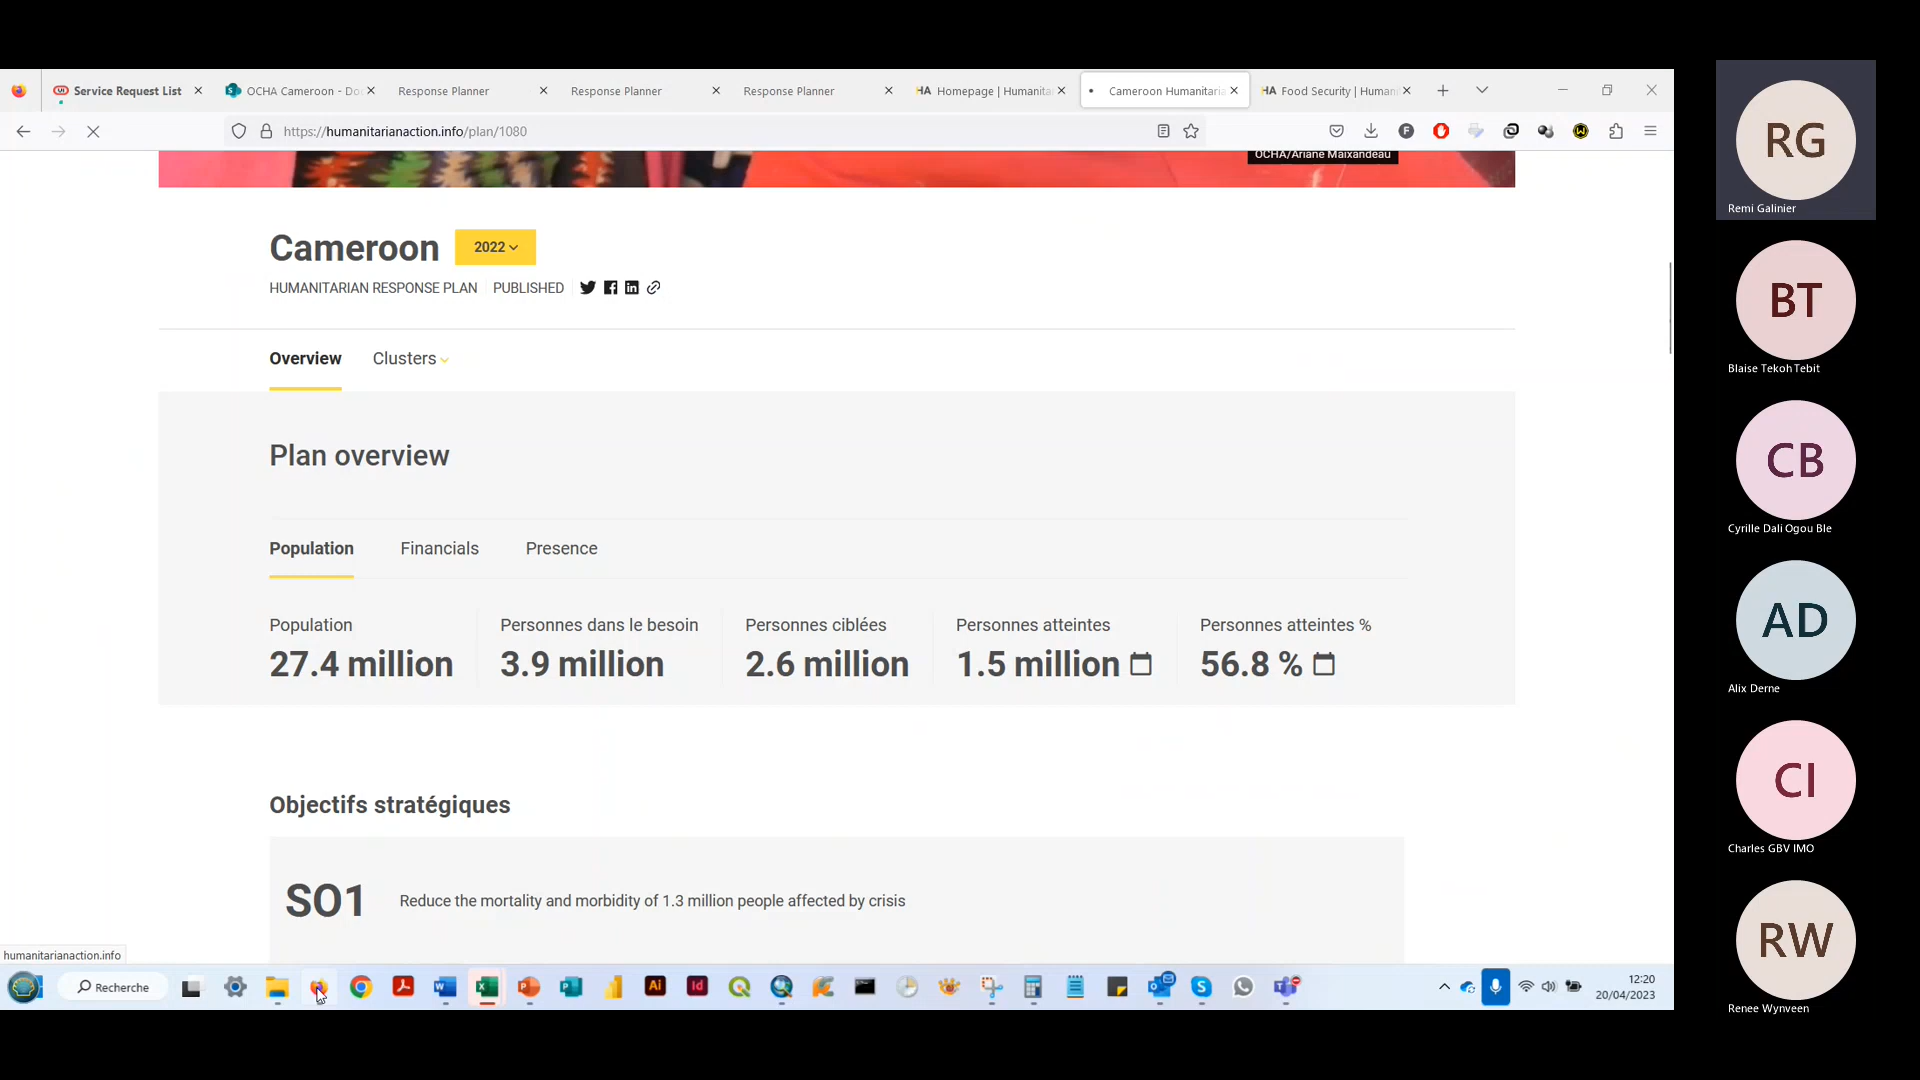 Service Request List
OCHA Cameroon - Do
Response Planner
Response Planner
Response Planner
HA Homepage | Humanita
Cameroon Humanitaria
HA Food Security | Human
https://humanitarianaction.info/plan/1080
OCHA/Ariane Maixandeau
Cameroon
2022
HUMANITARIAN RESPONSE PLAN
PUBLISHED
Overview
Clusters
Plan overview
Population
Financials
Presence
Population
27.4 million
Personnes dans le besoin
3.9 million
Personnes ciblées
2.6 million
Personnes atteintes
1.5 million
Personnes atteintes %
56.8 %
Objectifs stratégiques
SO1
Reduce the mortality and morbidity of 1.3 million people affected by crisis
humanitarianaction.info
Recherche
12:20
20/04/2023
RG
Remi Galinier
BT
Blaise Tekoh Tebit
CB
Cyrille Dali Ogou Ble
AD
Alix Derne
CI
Charles GBV IMO
RW
Renee Wynveen